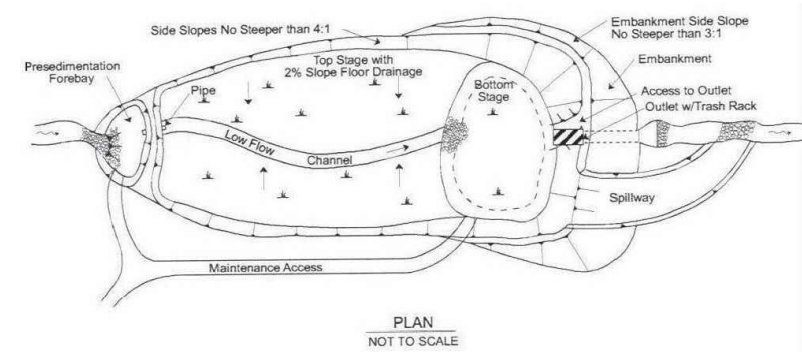 Side Slopes No Steeper than 4:1
Embankment Side Slope
No Steeper than 3:1
Presedimentation
Forebay
Top Stage with
2% Slope Floor Drainage
Embankment
Pipe
Bottom
Stage
Access to Outlet
Outlet w/Trash Rack
Low Flow
Channel
Spillway
Maintenance Access
PLAN
NOT TO SCALE